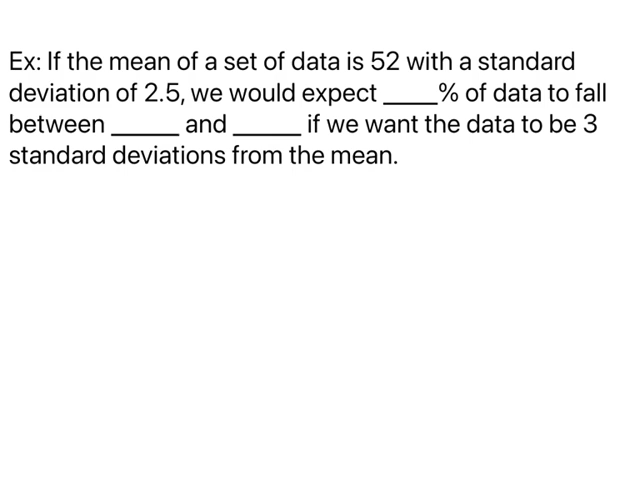 Ex: If the mean of a set of data is 52 with a standard
deviation of 2.5, we would expect ____% of data to fall
between _____ and _____ if we want the data to be 3
standard deviations from the mean.